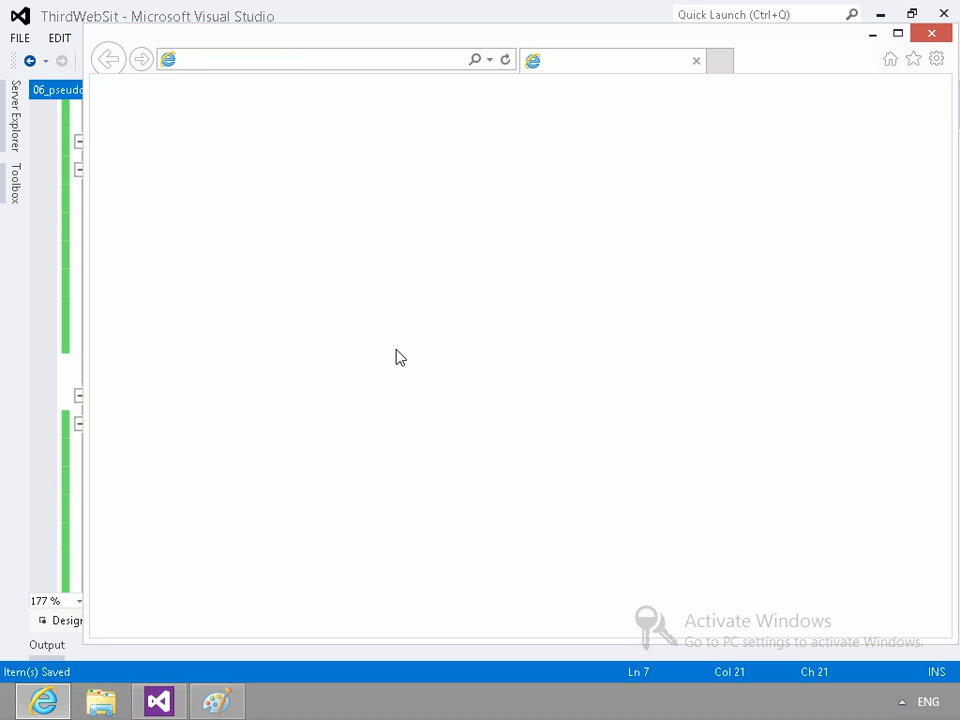 ThirdWebSit - Microsoft Visual Studio
Quick Launch (Ctrl+Q)
FILE EDIT
06_pseudo
Server Explorer
Toolbox
177 %
Design
Output
Activate Windows
Go to PC settings to activate Windows.
Item(s) Saved Ln 7 Col 21 Ch 21 INS
ENG